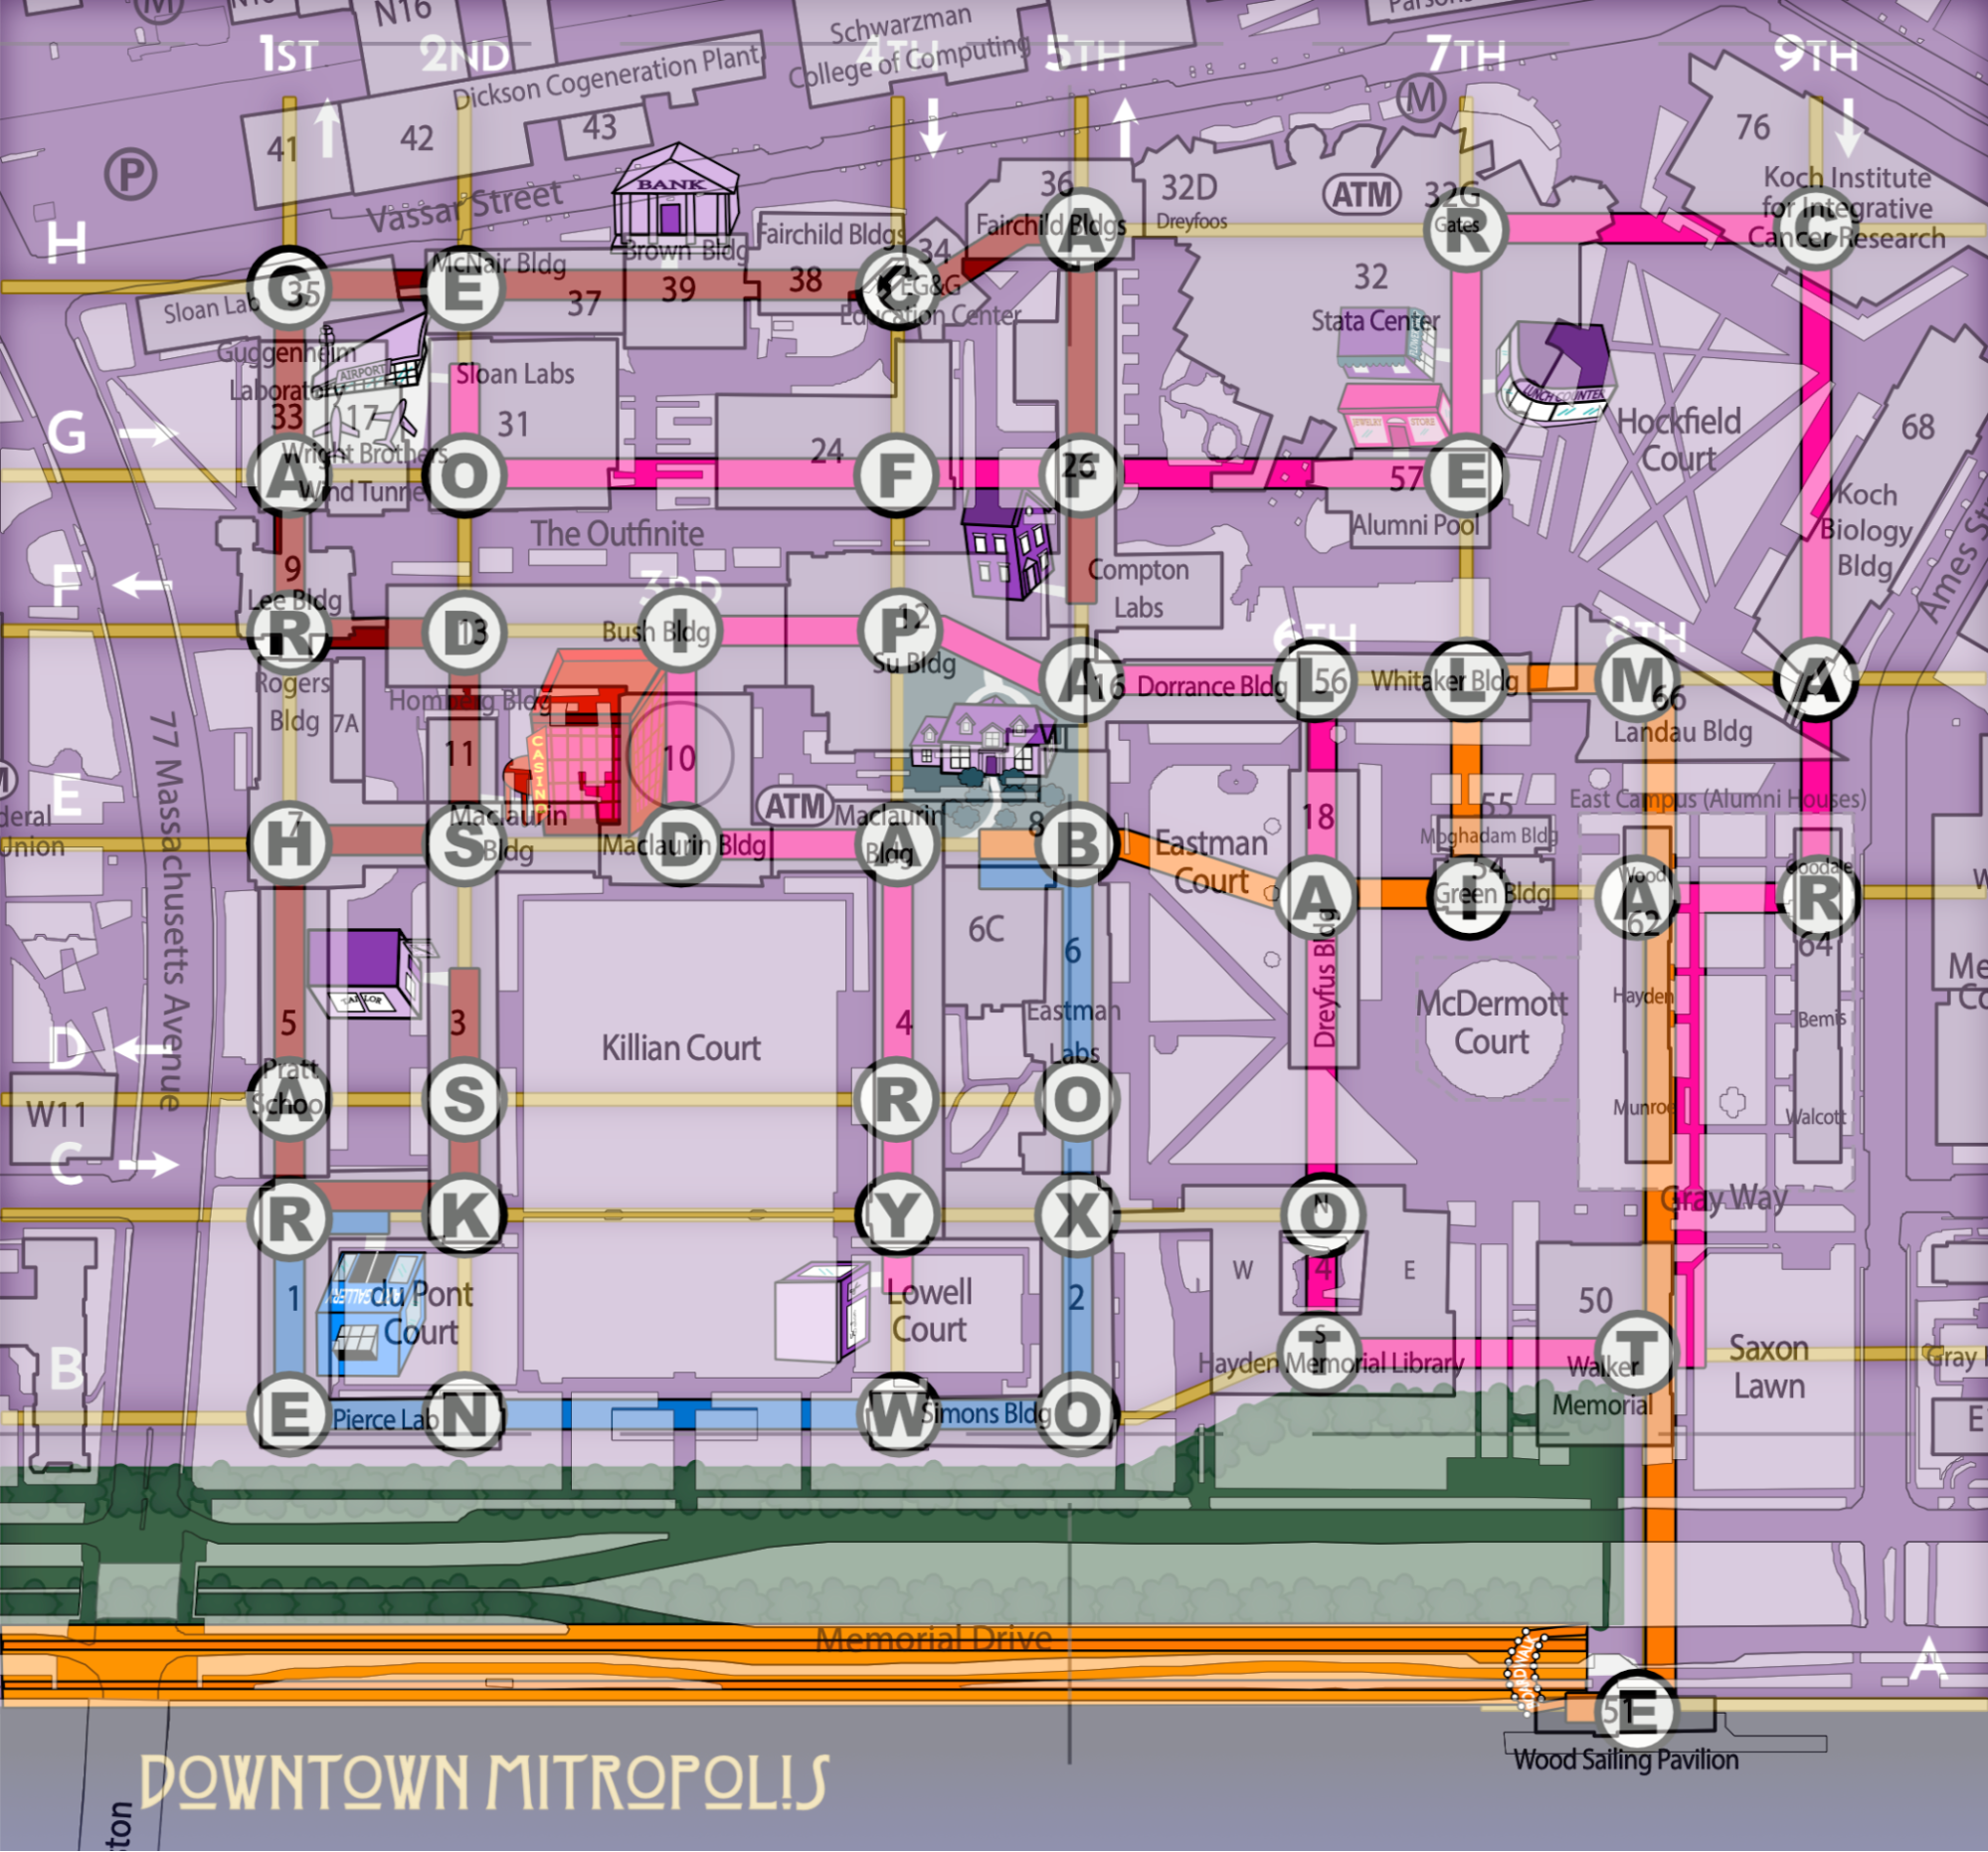 N16
Schwarzman
College of Computing
1ST
2ND
4TH
5TH
7TH
9TH
Dickson Cogeneration Plant
M
P
41
42
43
76
BANK
36
32D
Dreyfoos
ATM
32G
Gates
R
Koch Institute
for Integrative
Cancer Research
C
Vassar Street
H
McNair Bldg
Brown Bldg
Fairchild Bldgs
34
Fairchild Bldgs
A
Sloan Lab
35
E
37
39
38
EG&G
Education Center
32
Stata Center
Guggenheim
Laboratory
33
AIRPORT
17
Sloan Labs
31
24
JEWELRY STORE
LUNCH COUNTER
Hockfield
Court
68
G
Wright Brothers
Wind Tunnel
A
O
F
26
57
E
Alumni Pool
Koch
Biology
Bldg
The Outfinite
F
9
Lee Bldg
3RD
Compton
Labs
Ames St
R
D
13
Bush Bldg
I
P
12
Su Bldg
6TH
8TH
Rogers
Bldg
7A
Homberg Bldg
A
16
Dorrance Bldg
L
56
Whitaker Bldg
L
M
66
Landau Bldg
A
77 Massachusetts Avenue
11
CASINO
10
E
ATM
18
55
Moghadam Bldg
East Campus (Alumni Houses)
H
7
Maclaurin
Bldg
S
Maclaurin Bldg
D
Maclaurin
Bldg
A
8
B
Eastman
Court
A
54
Green Bldg
Wood
A
62
Goodale
R
64
TAILOR
6C
6
Dreyfus Bldg
McDermott
Court
Hayden
Bemis
D
5
3
Killian Court
4
Eastman
Labs
Pratt
School
A
S
R
O
Munroe
Walcott
W11
C
R
K
Y
X
N
O
Gray Way
1
ART GALLERY
du Pont
Court
Lowell
Court
2
W
14
E
50
B
S
T
Hayden Memorial Library
T
Walker
Memorial
Saxon
Lawn
E
Pierce Lab
N
W
Simons Bldg
O
Memorial Drive
BOARDWALK
A
51
E
Wood Sailing Pavilion
DOWNTOWN MITROPOLIS